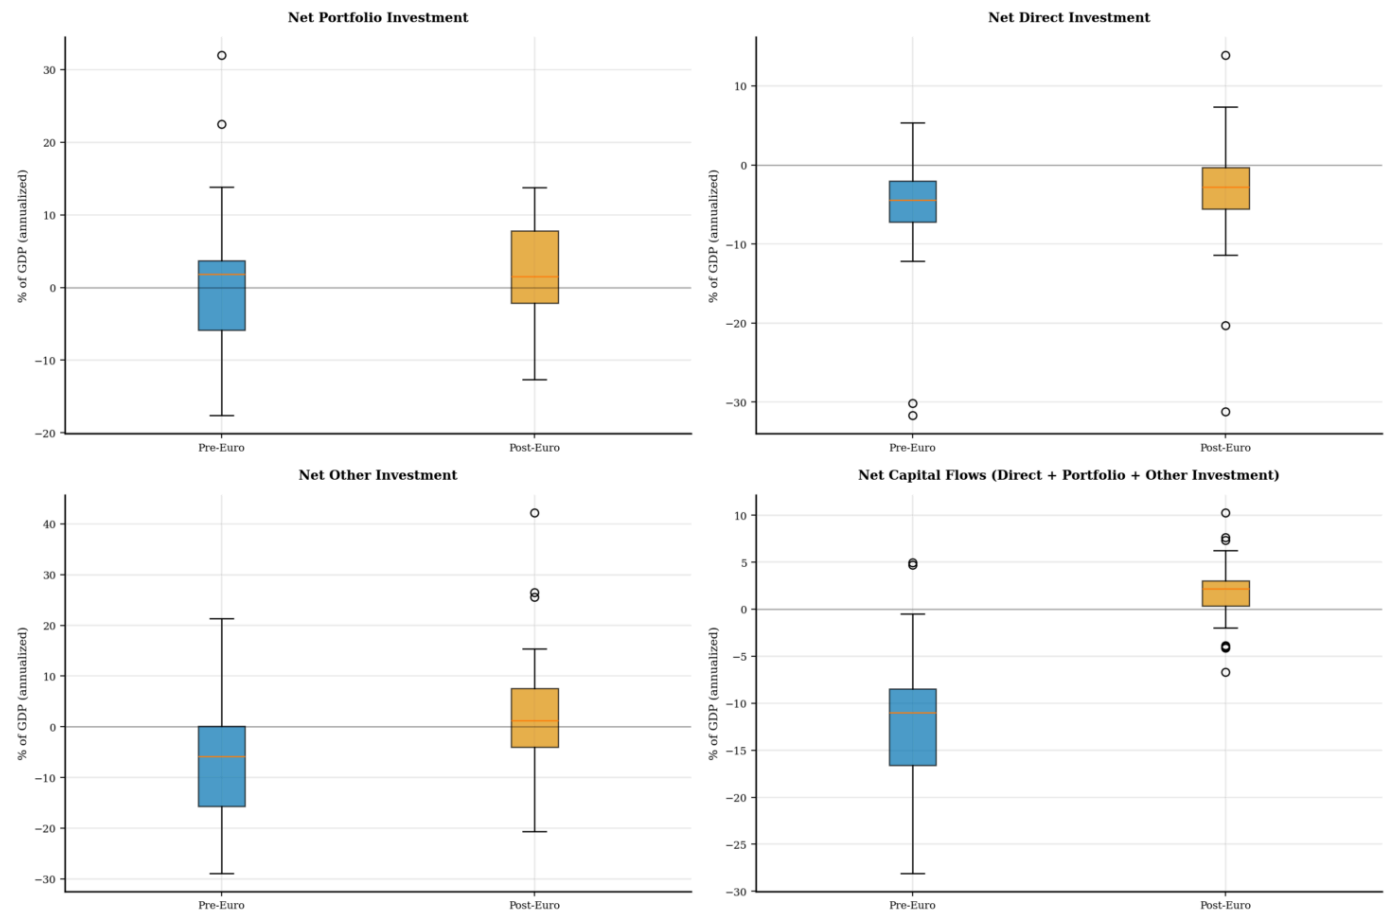 Net Portfolio Investment
% of GDP (annualized)
30
20
10
0
−10
−20
Pre-Euro
Post-Euro
Net Direct Investment
% of GDP (annualized)
10
0
−10
−20
−30
Pre-Euro
Post-Euro
Net Other Investment
% of GDP (annualized)
40
30
20
10
0
−10
−20
−30
Pre-Euro
Post-Euro
Net Capital Flows (Direct + Portfolio + Other Investment)
% of GDP (annualized)
10
5
0
−5
−10
−15
−20
−25
−30
Pre-Euro
Post-Euro